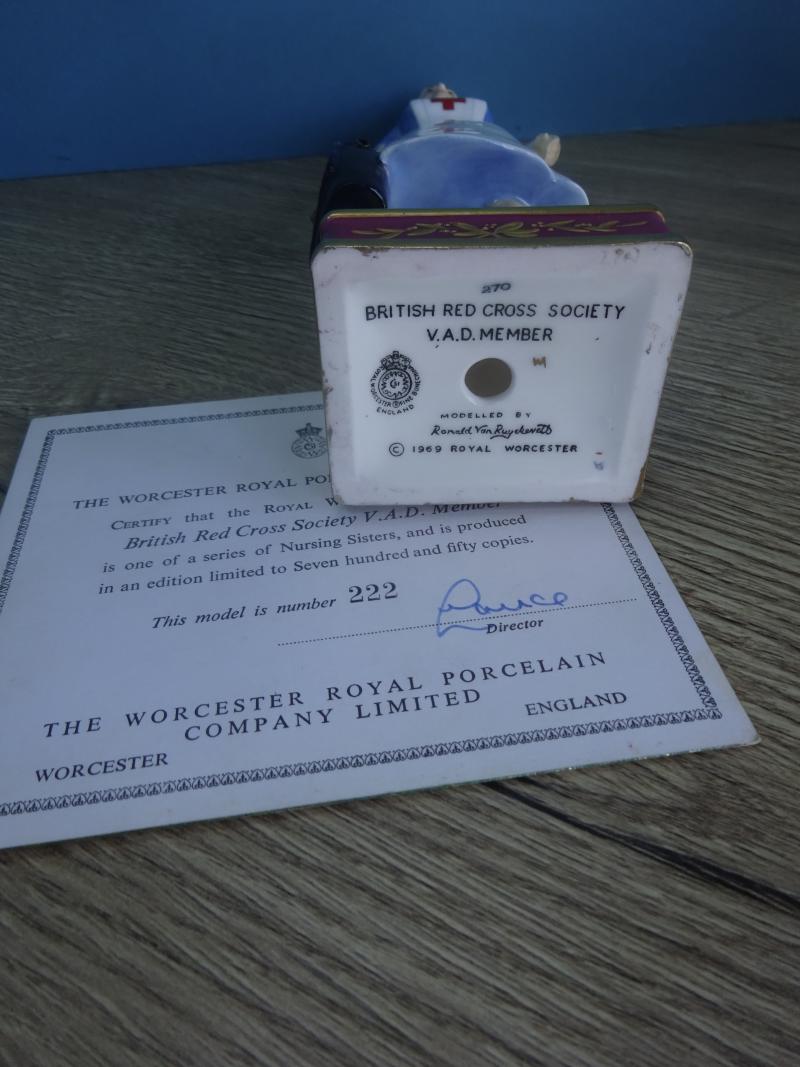 270
BRITISH RED CROSS SOCIETY
V.A.D. MEMBER
ENGLAND
MODELLED BY
Ronald Van Ruyckevelt
© 1969 ROYAL WORCESTER
THE WORCESTER ROYAL
CERTIFY that the ROYAL
British Red Cross Society V.A.D. Member
is one of a series of Nursing Sisters, and is produced
in an edition limited to Seven hundred and fifty copies.
This model is number 222
Director
THE WORCESTER ROYAL PORCELAIN
COMPANY LIMITED
WORCESTER ENGLAND